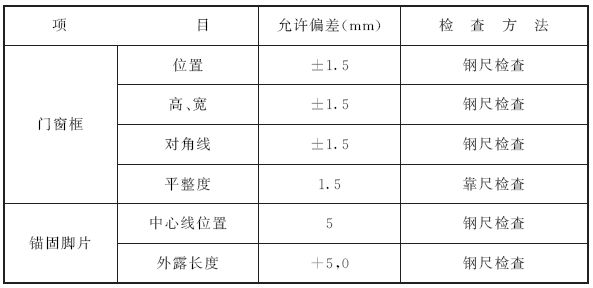 项 目 允许偏差(mm) 检 查 方 法
门窗框 位置 ±1.5 钢尺检查
高、宽 ±1.5 钢尺检查
对角线 ±1.5 钢尺检查
平整度 1.5 靠尺检查
锚固脚片 中心线位置 5 钢尺检查
外露长度 +5,0 钢尺检查